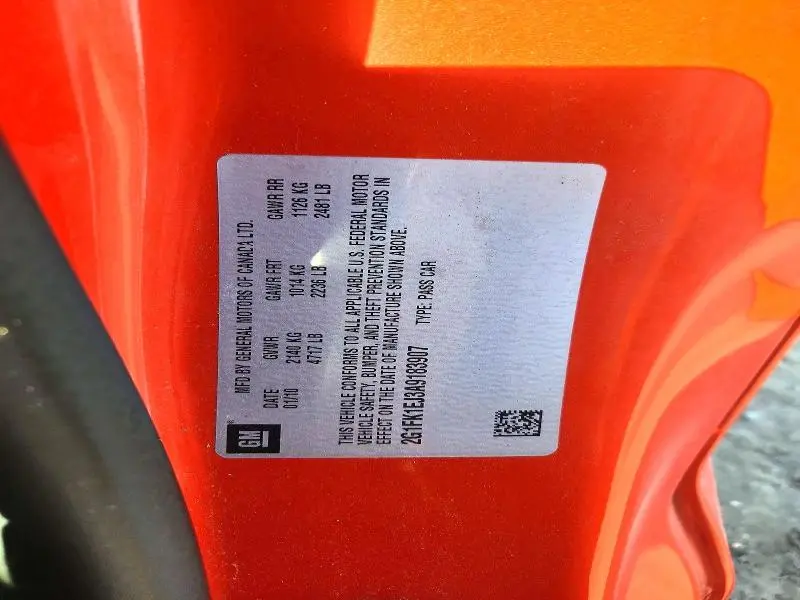 GM
MFD BY GENERAL MOTORS OF CANADA LTD.
DATE GVWR GAWR FRT GAWR RR
01/10 2140 KG 1014 KG 1126 KG
4717 LB 2236 LB 2481 LB
THIS VEHICLE CONFORMS TO ALL APPLICABLE U.S. FEDERAL MOTOR
VEHICLE SAFETY, BUMPER, AND THEFT PREVENTION STANDARDS IN
EFFECT ON THE DATE OF MANUFACTURE SHOWN ABOVE.
2G1FK1EJ3A9183907 TYPE: PASS CAR